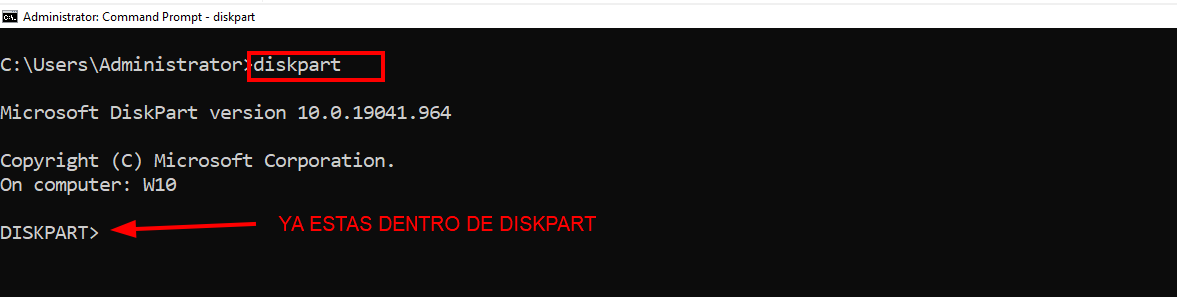 Administrator: Command Prompt - diskpart
C:\Users\Administrator>diskpart
Microsoft DiskPart version 10.0.19041.964
Copyright (C) Microsoft Corporation.
On computer: W10
DISKPART>
YA ESTAS DENTRO DE DISKPART